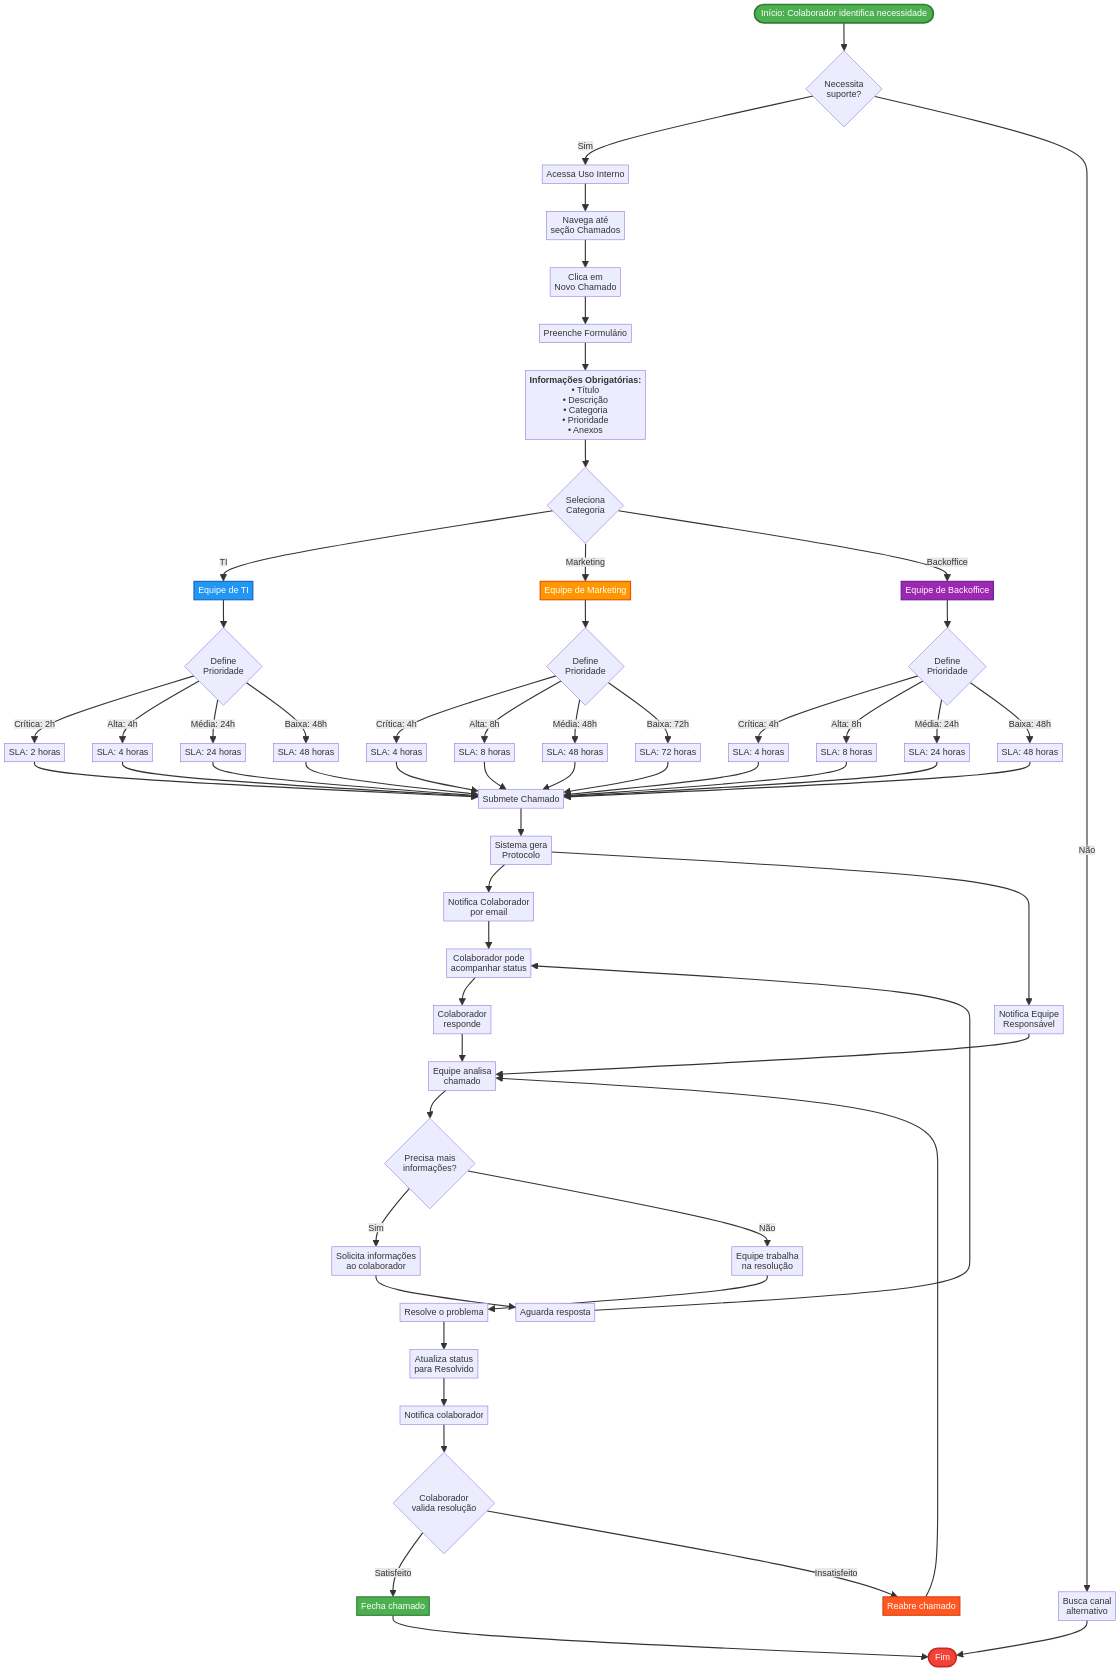 Início: Colaborador identifica necessidade
Necessita
suporte?
Sim
Acessa Uso Interno
Navega até
seção Chamados
Clica em
Novo Chamado
Preenche Formulário
Informações Obrigatórias:
• Título
• Descrição
• Categoria
• Prioridade
• Anexos
Seleciona
Categoria
TI
Marketing
Backoffice
Equipe de TI
Equipe de Marketing
Equipe de Backoffice
Define
Prioridade
Define
Prioridade
Define
Prioridade
Crítica: 2h
Alta: 4h
Média: 24h
Baixa: 48h
Crítica: 4h
Alta: 8h
Média: 48h
Baixa: 72h
Crítica: 4h
Alta: 8h
Média: 24h
Baixa: 48h
SLA: 2 horas
SLA: 4 horas
SLA: 24 horas
SLA: 48 horas
SLA: 4 horas
SLA: 8 horas
SLA: 48 horas
SLA: 72 horas
SLA: 4 horas
SLA: 8 horas
SLA: 24 horas
SLA: 48 horas
Submete Chamado
Sistema gera
Protocolo
Não
Notifica Colaborador
por email
Colaborador pode
acompanhar status
Colaborador
responde
Notifica Equipe
Responsável
Equipe analisa
chamado
Precisa mais
informações?
Sim
Não
Solicita informações
ao colaborador
Equipe trabalha
na resolução
Resolve o problema
Aguarda resposta
Atualiza status
para Resolvido
Notifica colaborador
Colaborador
valida resolução
Satisfeito
Insatisfeito
Fecha chamado
Reabre chamado
Busca canal
alternativo
Fim